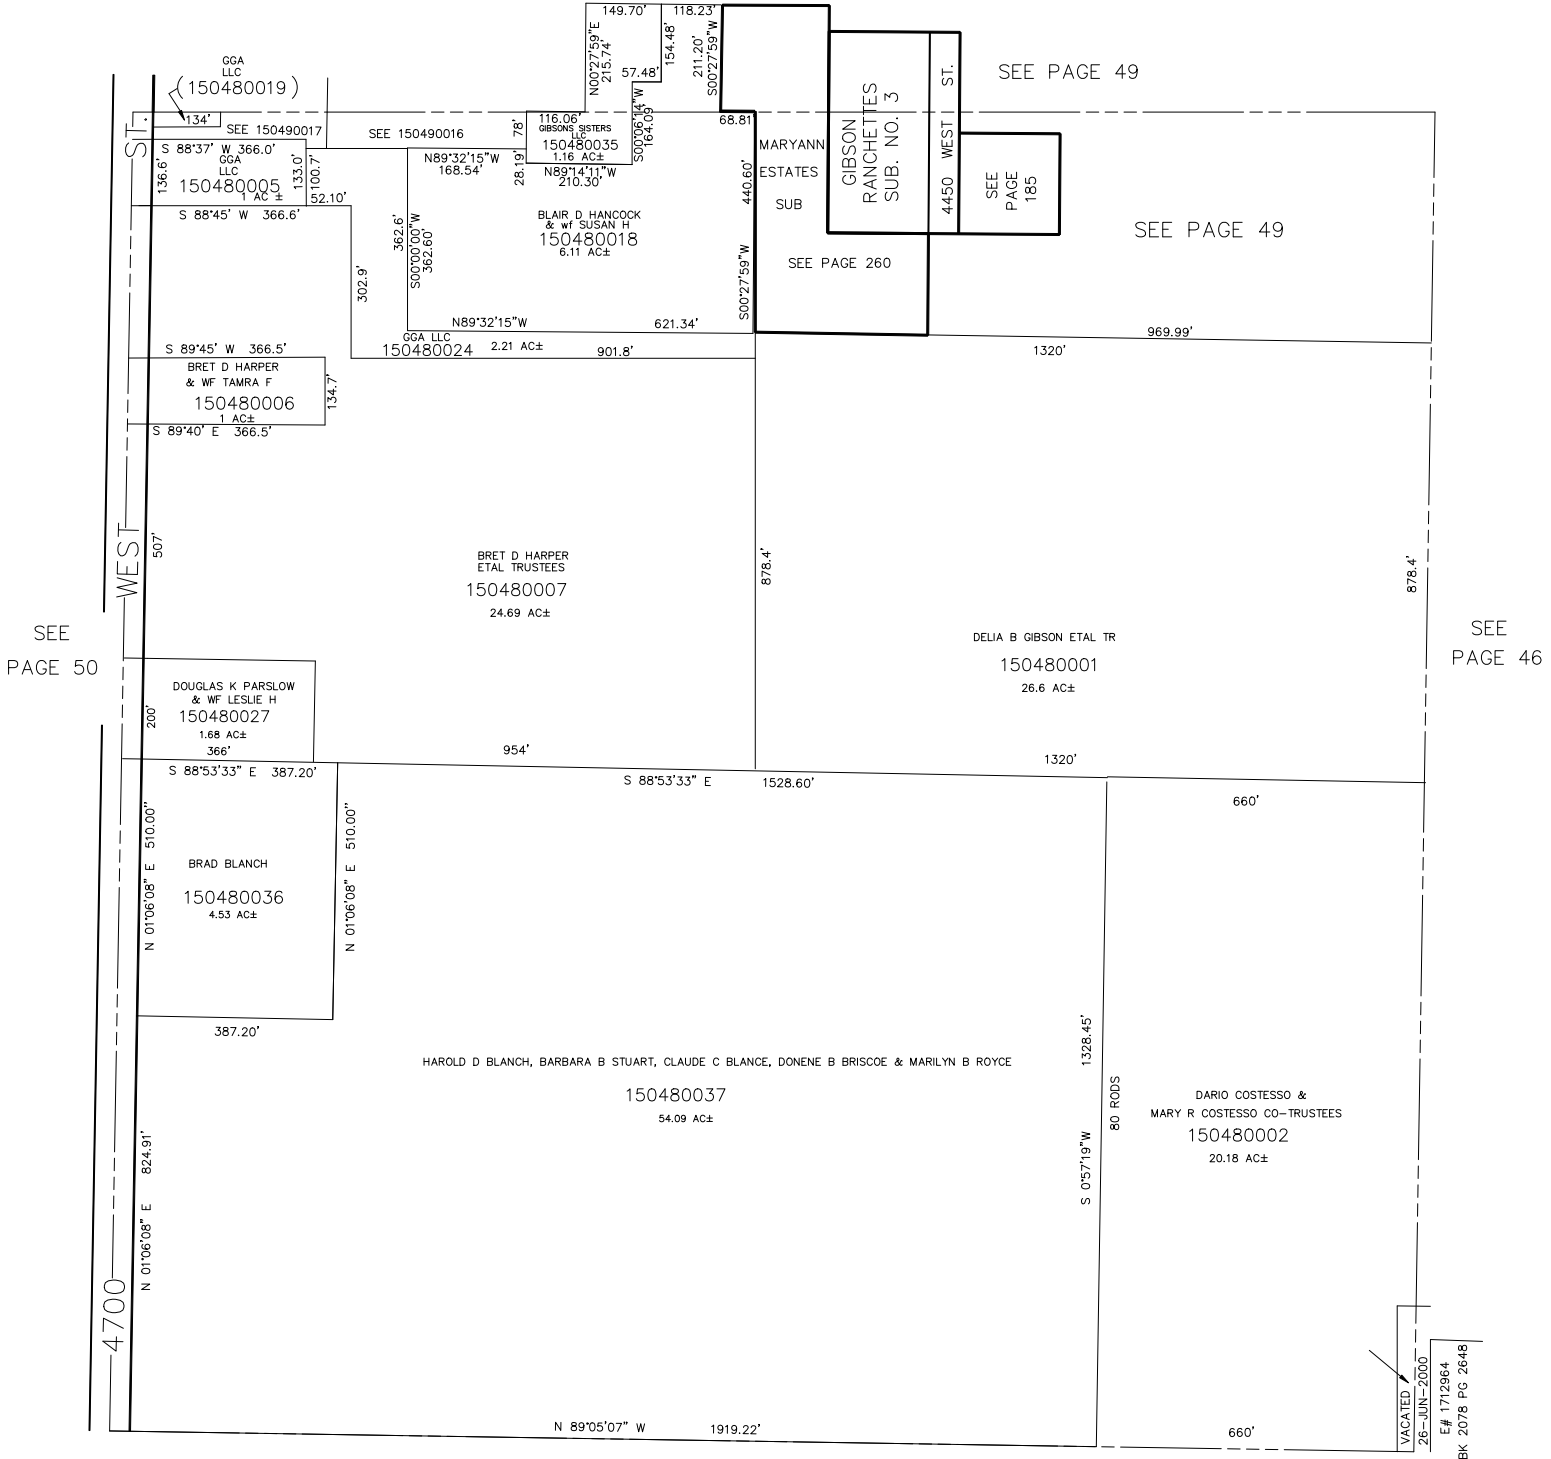 149.70'
118.23'
N00°27'59"E
215.74'
154.48'
211.20'
S00°27'59"W
57.48'
S00°06'14"W
164.09'
68.81'
GGA
LLC
(150480019)
134'
SEE 150490017
SEE 150490016
116.06'
78'
GIBSONS SISTERS
LLC
150480035
1.16 AC±
28.19'
N89°14'11"W
210.30'
S 88°37' W 366.0'
GGA
LLC
150480005
1 AC ±
136.6'
133.0'
100.7'
52.10'
S 88°45' W 366.6'
N89°32'15"W
168.54'
362.6'
S00°00'00"W
362.60'
302.9'
BLAIR D HANCOCK
& wf SUSAN H
150480018
6.11 AC±
440.60'
S00°27'59"W
N89°32'15"W
621.34'
GGA LLC
150480024
2.21 AC±
901.8'
MARYANN
ESTATES
SUB
SEE PAGE 260
GIBSON
RANCHETTES
SUB. NO. 3
4450 WEST ST.
SEE
PAGE
185
SEE PAGE 49
SEE PAGE 49
969.99'
1320'
S 89°45' W 366.5'
BRET D HARPER
& WF TAMRA F
150480006
1 AC±
134.7'
S 89°40' E 366.5'
507'
BRET D HARPER
ETAL TRUSTEES
150480007
24.69 AC±
878.4'
878.4'
DELIA B GIBSON ETAL TR
150480001
26.6 AC±
SEE
PAGE 50
SEE
PAGE 46
DOUGLAS K PARSLOW
& WF LESLIE H
150480027
1.68 AC±
366'
200'
954'
1320'
S 88°53'33" E 387.20'
S 88°53'33" E 1528.60'
660'
N 01°06'08" E 510.00"
BRAD BLANCH
150480036
4.53 AC±
N 01°06'08" E 510.00"
387.20'
HAROLD D BLANCH, BARBARA B STUART, CLAUDE C BLANCE, DONENE B BRISCOE & MARILYN B ROYCE
150480037
54.09 AC±
N 01°06'08" E 824.91'
S 0°57'19"W 1328.45'
80 RODS
DARIO COSTESSO &
MARY R COSTESSO CO-TRUSTEES
150480002
20.18 AC±
4700 WEST ST.
N 89°05'07" W 1919.22'
660'
VACATED
26-JUN-2000
E# 1712964
BK 2078 PG 2648